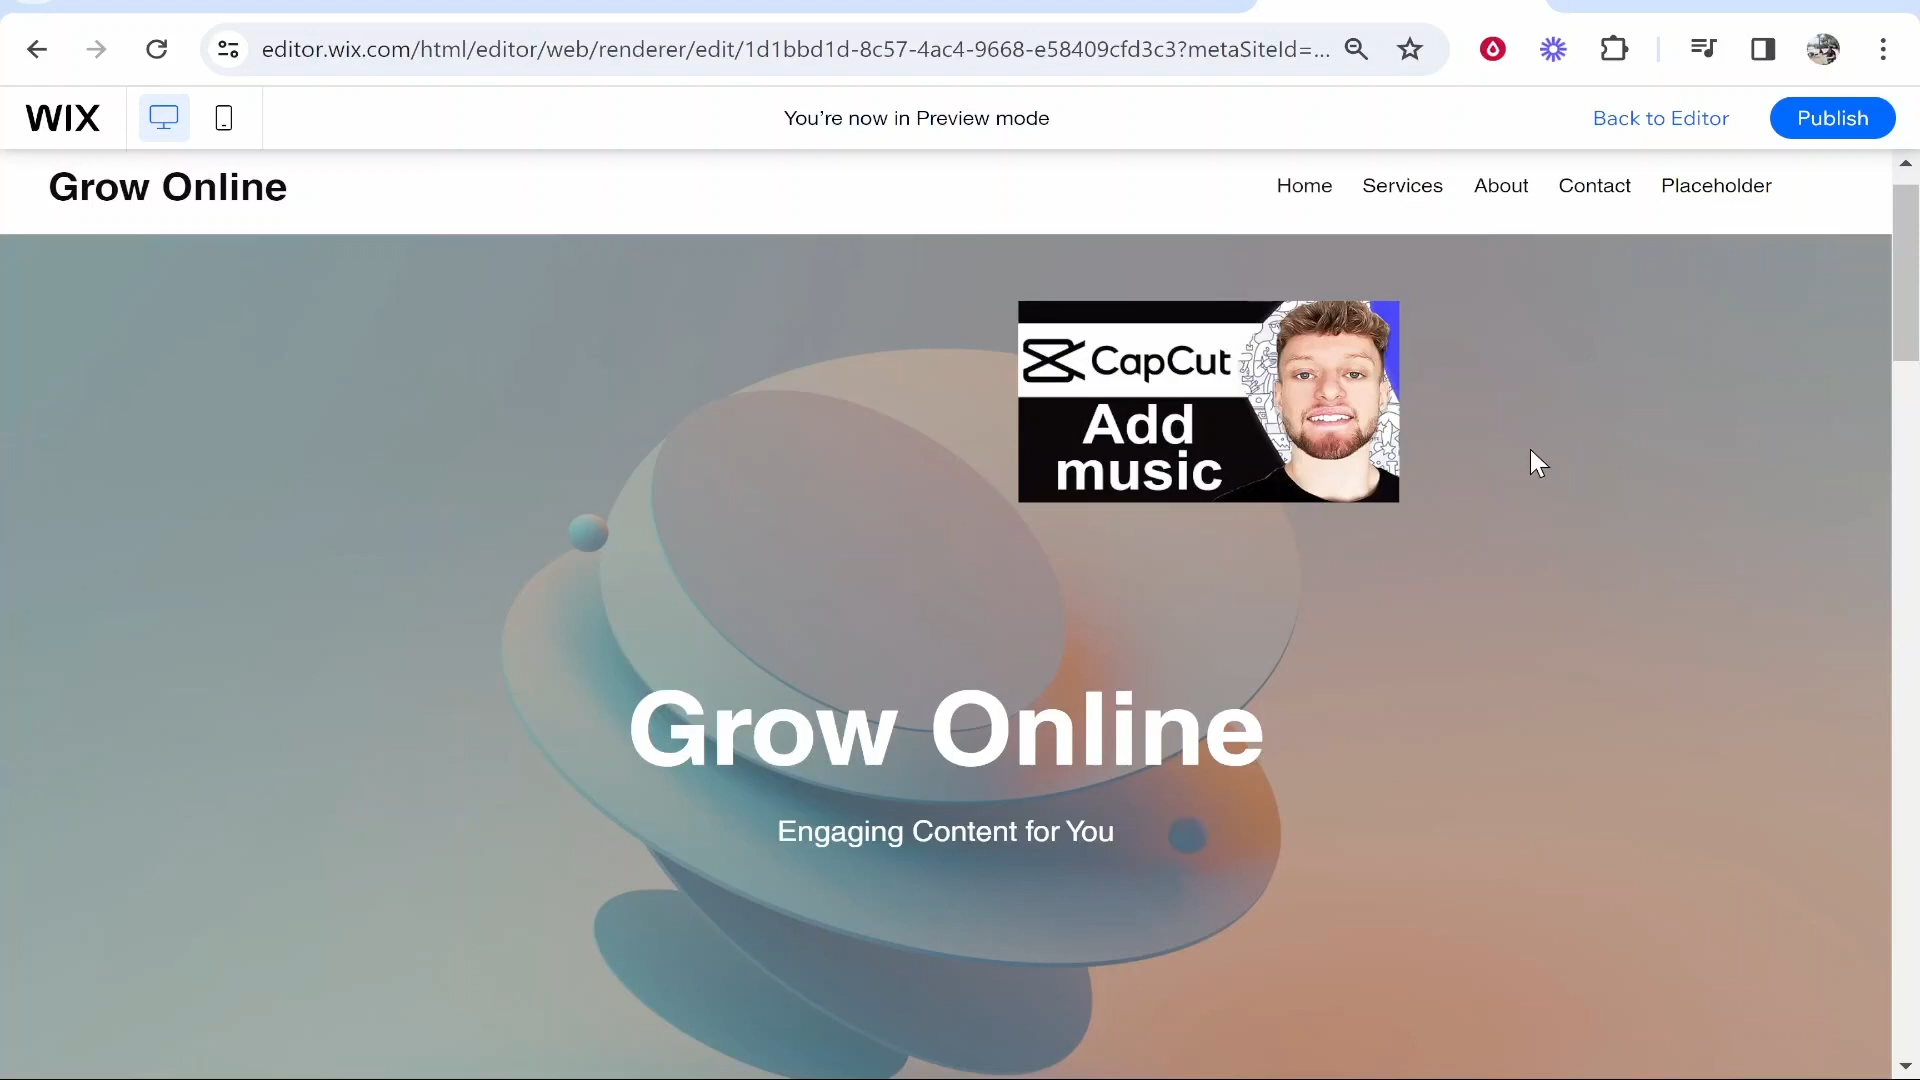 editor.wix.com/html/editor/web/renderer/edit/1d1bbd1d-8c57-4ac4-9668-e58409cfd3c3?metaSiteId=...
WIX
You're now in Preview mode
Back to Editor
Publish
Grow Online
Home
Services
About
Contact
Placeholder
CapCut
Add
music
Grow Online
Engaging Content for You